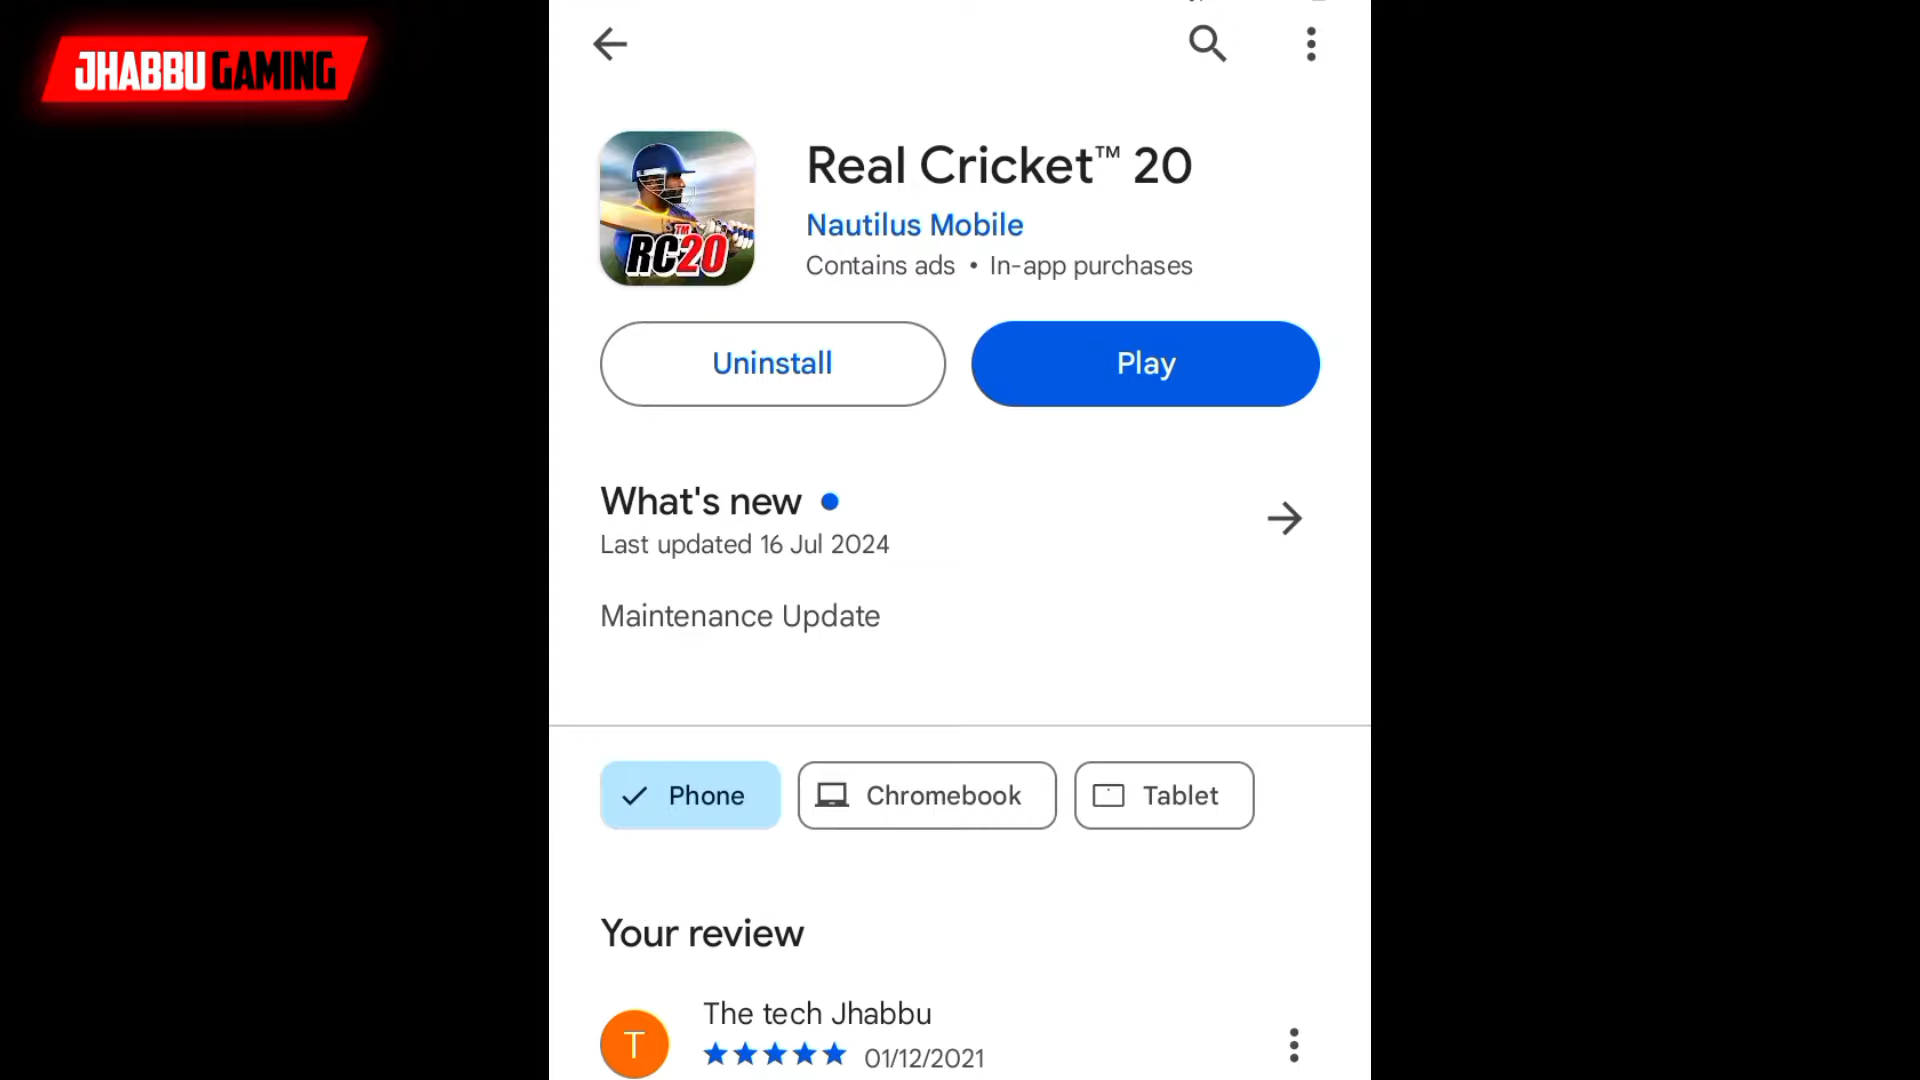 JHABBU GAMING
Real Cricket™ 20
Nautilus Mobile
Contains ads • In-app purchases
TM
RC20
Uninstall
Play
What's new
Last updated 16 Jul 2024
Maintenance Update
Phone
Chromebook
Tablet
Your review
The tech Jhabbu
T
01/12/2021